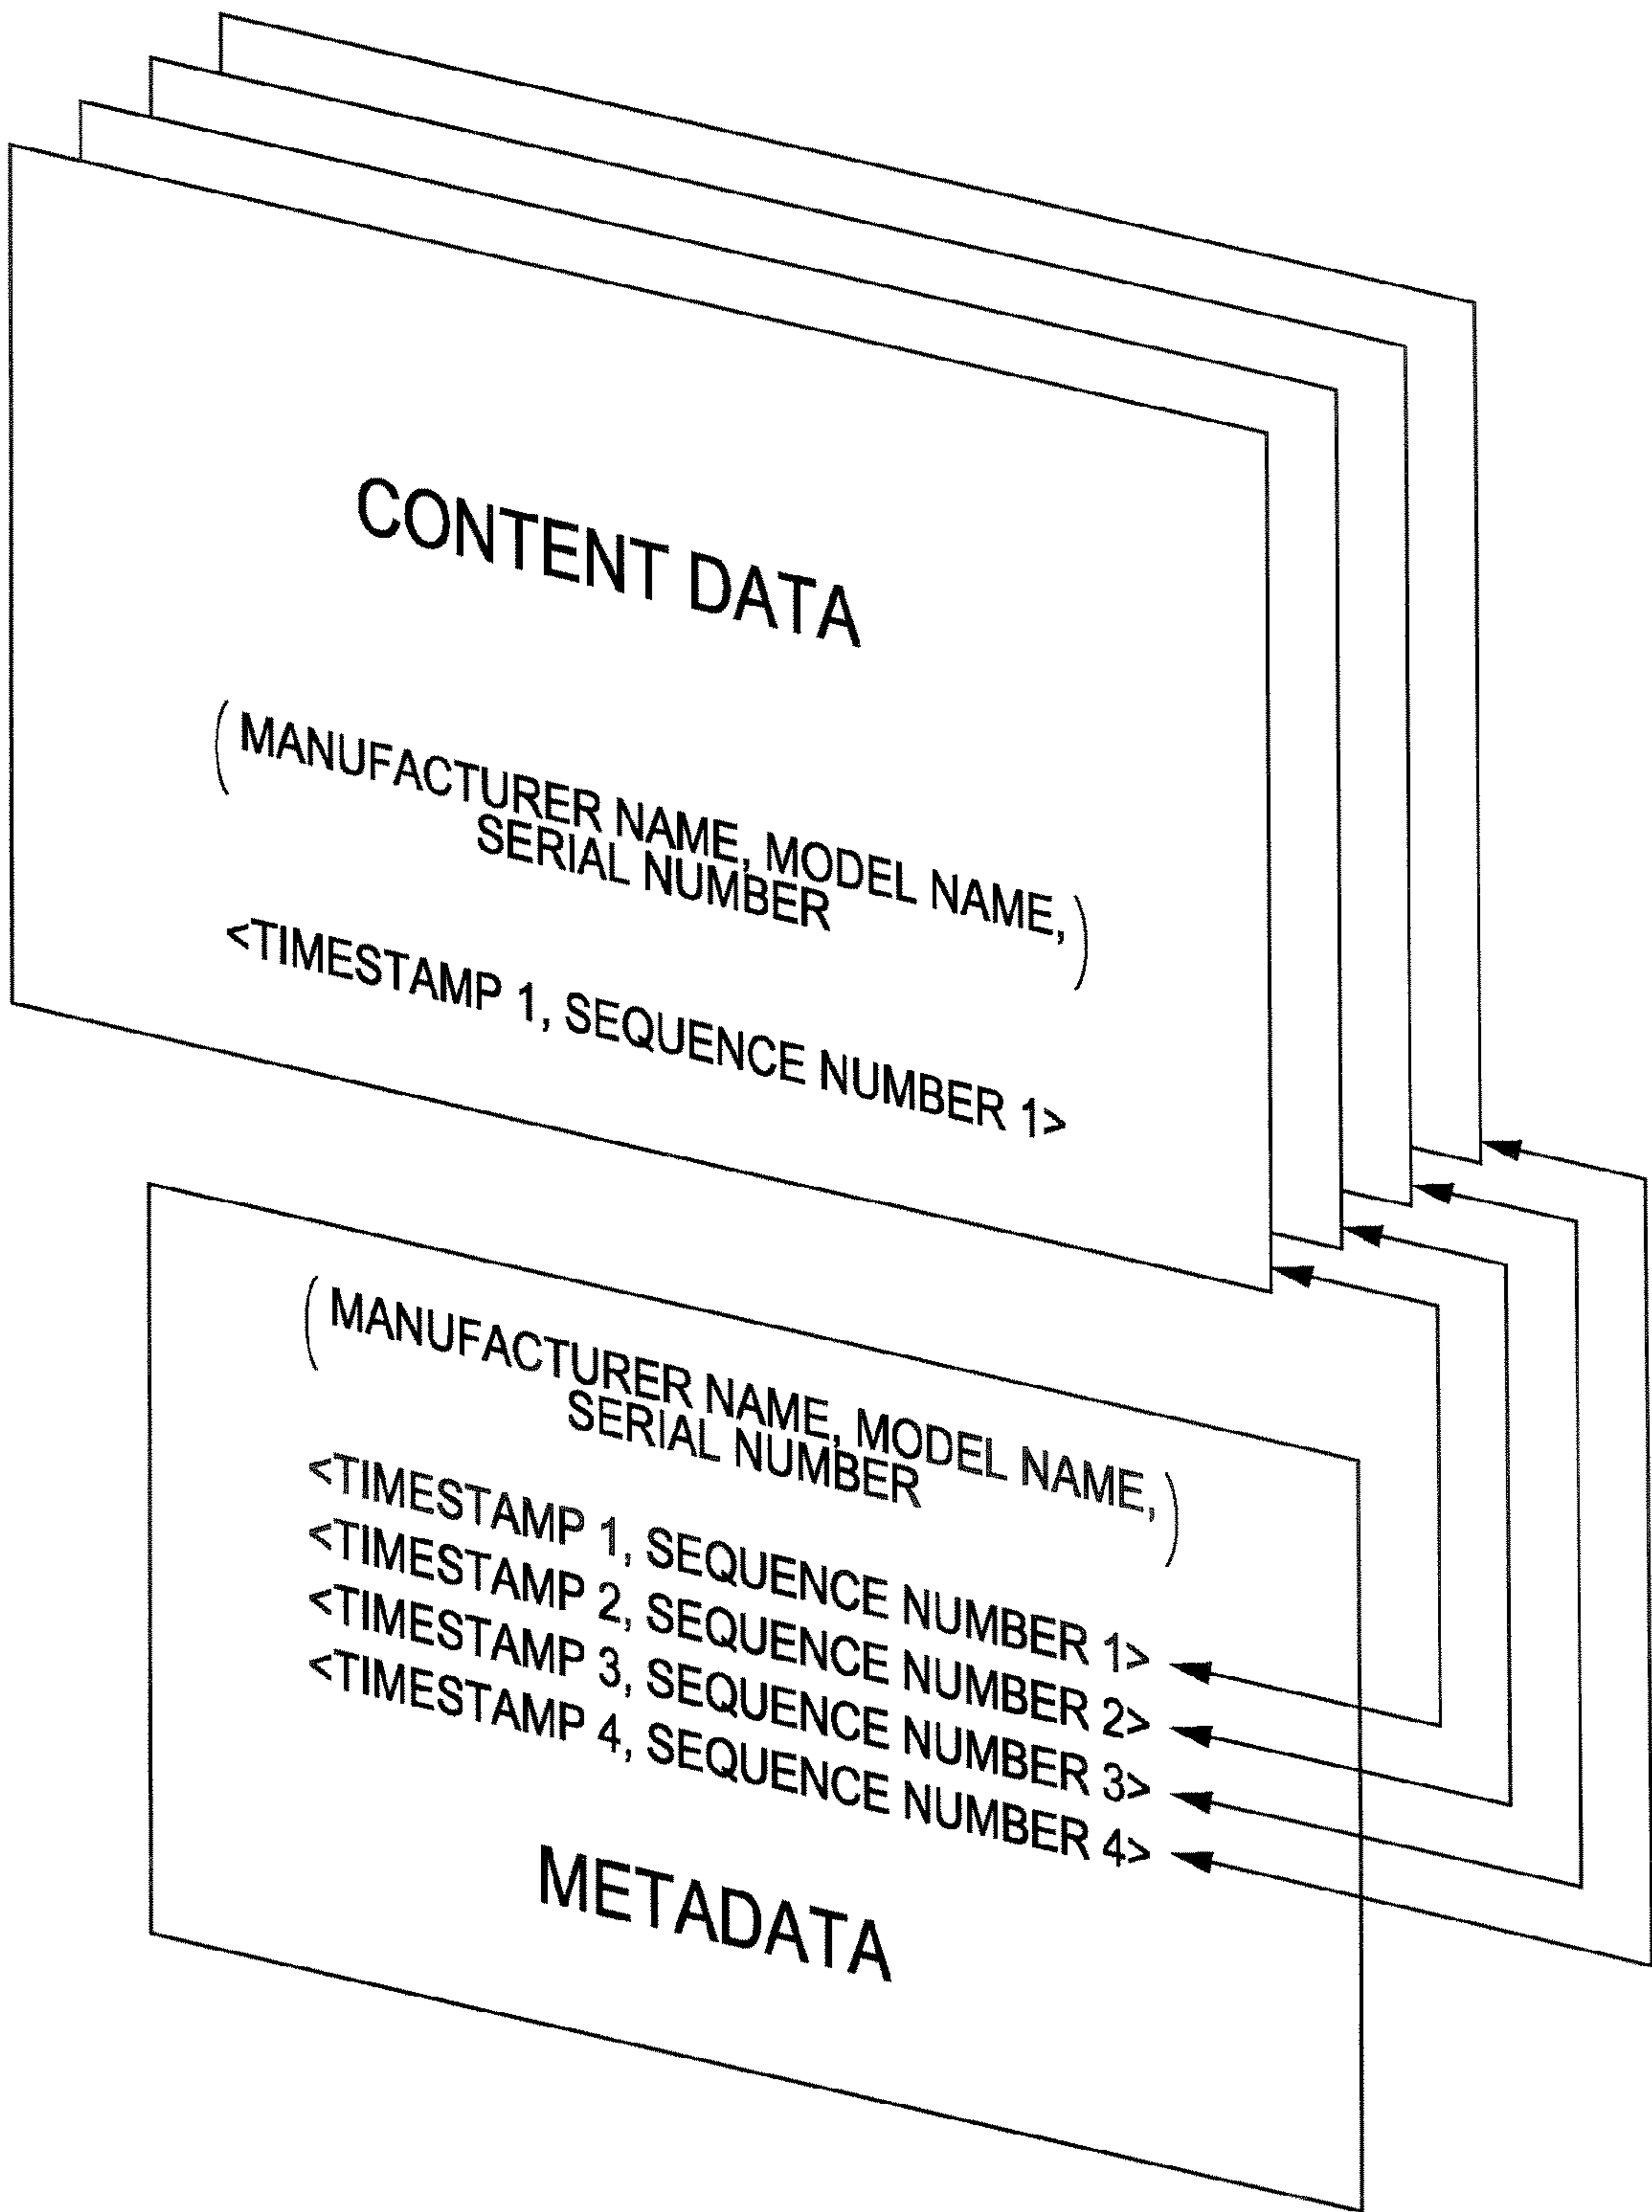 CONTENT DATA
( MANUFACTURER NAME, MODEL NAME,
SERIAL NUMBER )
<TIMESTAMP 1, SEQUENCE NUMBER 1>
( MANUFACTURER NAME, MODEL NAME,
SERIAL NUMBER )
<TIMESTAMP 1, SEQUENCE NUMBER 1>
<TIMESTAMP 2, SEQUENCE NUMBER 2>
<TIMESTAMP 3, SEQUENCE NUMBER 3>
<TIMESTAMP 4, SEQUENCE NUMBER 4>
METADATA